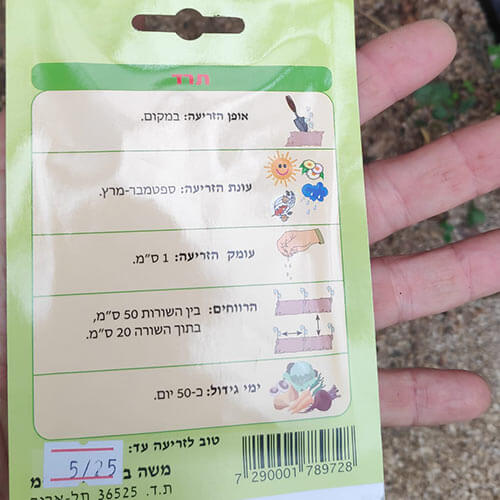 תרד
אופן הזריעה: במקום.
עונת הזריעה: ספטמבר-מרץ.
עומק הזריעה: 1 ס"מ.
הרווחים: בין השורות 50 ס"מ,
בתוך השורה 20 ס"מ.
ימי גידול: כ-50 יום.
טוב לזריעה עד:
5/25
משה
ת.ד. 36525
7 290001 789728